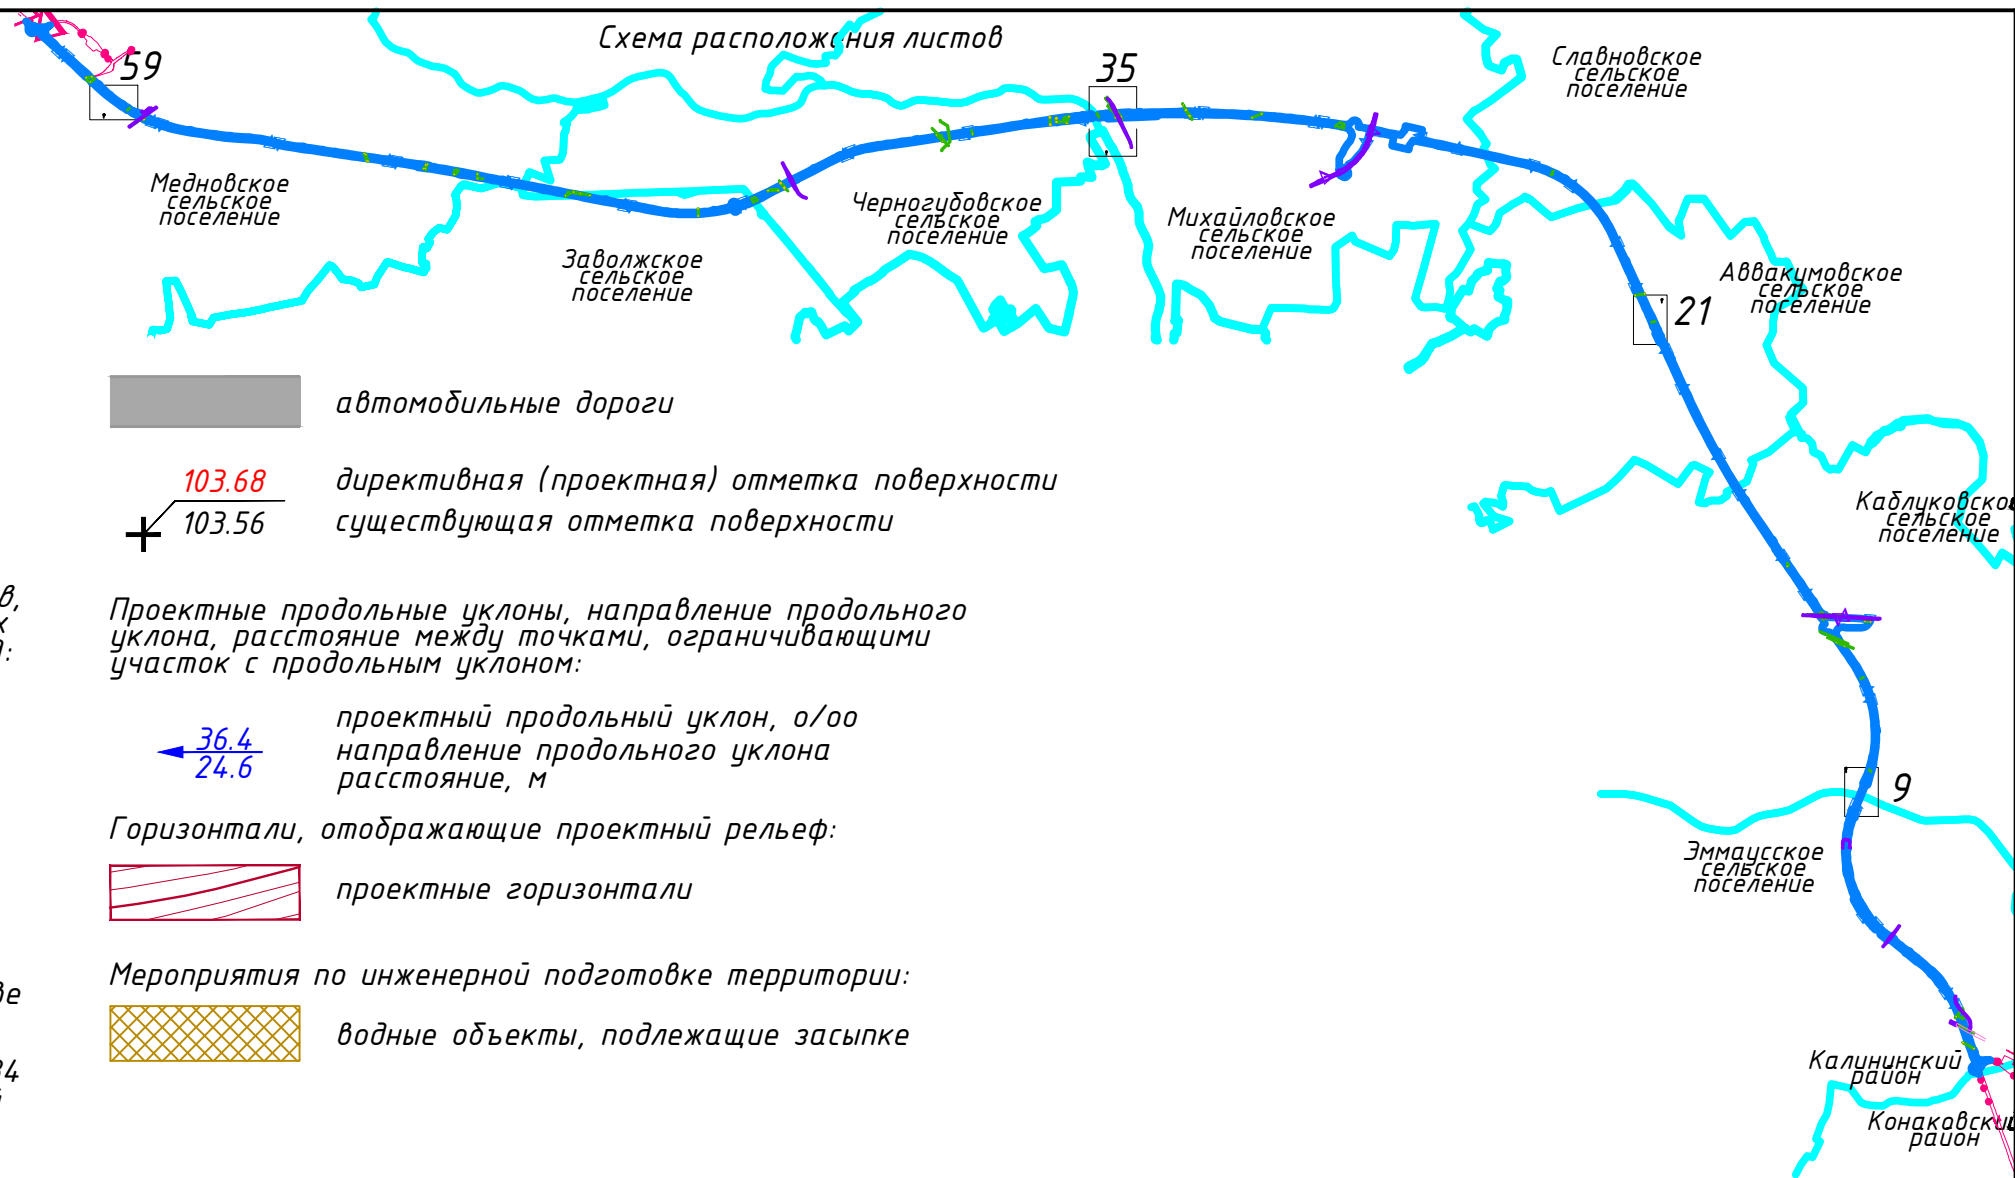 Схема расположения листов
59
35
Славновское
сельское
поселение
Медновское
сельское
поселение
Черногубовское
сельское
поселение
Михайловское
сельское
поселение
Заволжское
сельское
поселение
Аввакумовское
сельское
поселение
21
автомобильные дороги
103.68
директивная (проектная) отметка поверхности
103.56
существующая отметка поверхности
Каблуковское
сельское
поселение
Проектные продольные уклоны, направление продольного
уклона, расстояние между точками, ограничивающими
участок с продольным уклоном:
36.4
24.6
проектный продольный уклон, о/оо
направление продольного уклона
расстояние, м
9
Горизонтали, отображающие проектный рельеф:
проектные горизонтали
Эммаусское
сельское
поселение
Мероприятия по инженерной подготовке территории:
водные объекты, подлежащие засыпке
Калининский
район
Конаковский
район